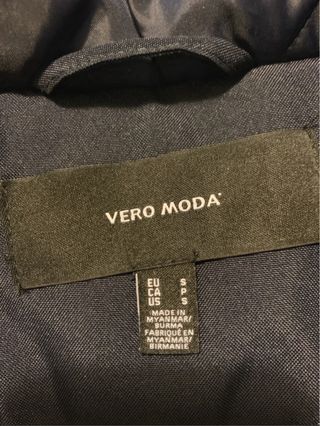 VERO MODA®
EU S
CA P
US S
MADE IN
MYANMAR/
BURMA
FABRIQUÉ EN
MYANMAR/
BIRMANIE